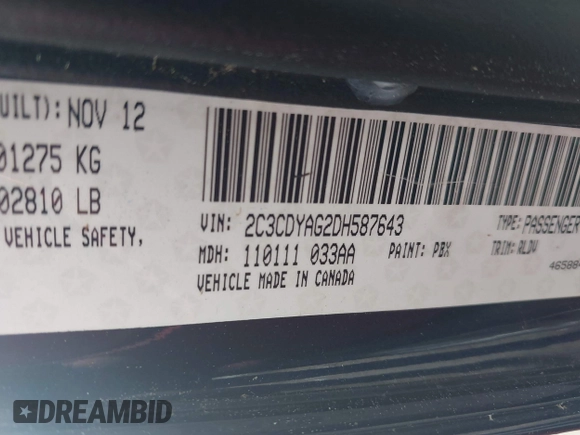 UILT): NOV 12
01275 KG
02810 LB
VEHICLE SAFETY,
VIN: 2C3CDYAG2DH587643
TYPE: PASSENGER
MDH: 110111 033AA
PAINT: PBX
TRIM: RLDV
VEHICLE MADE IN CANADA
DREAMBID